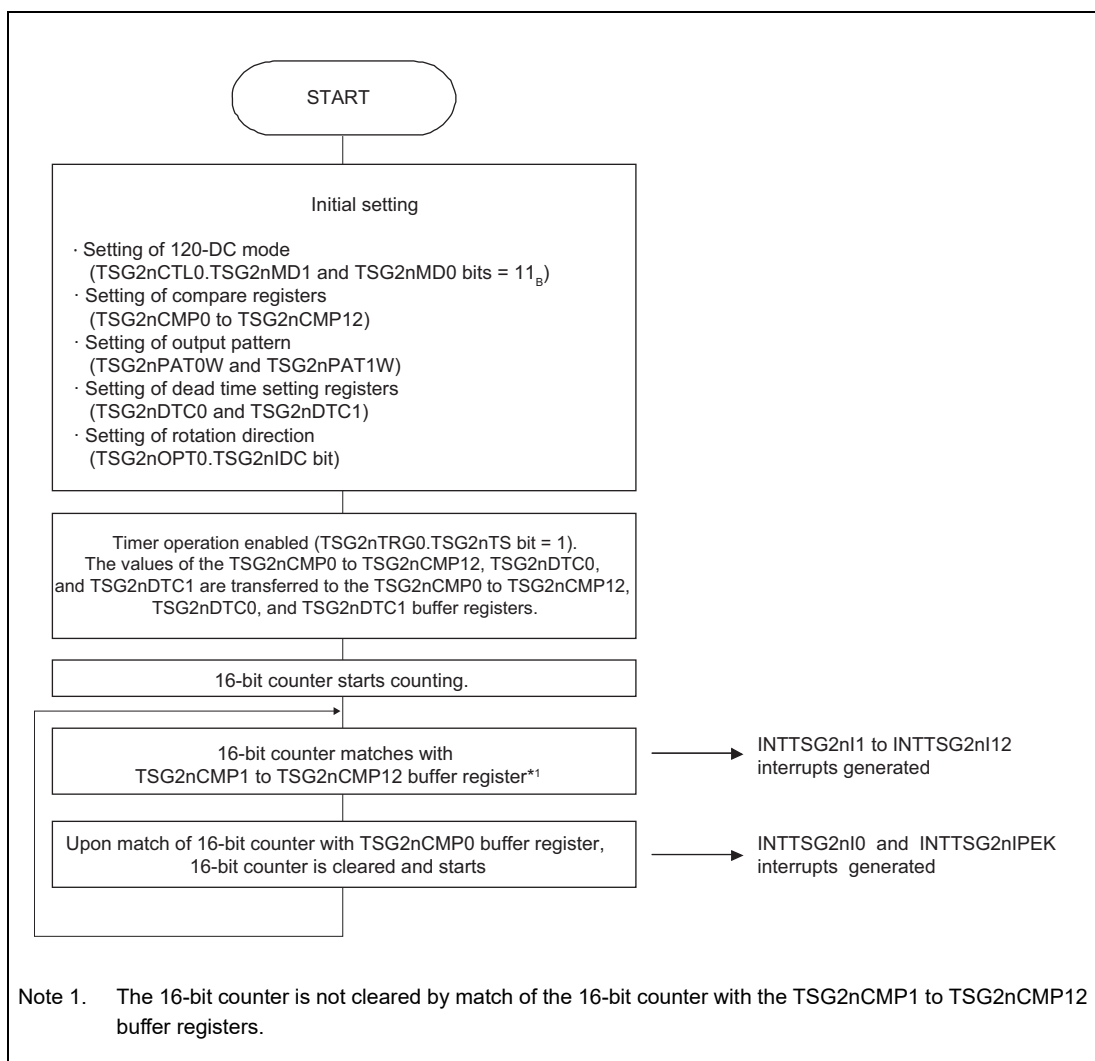 START
Initial setting
· Setting of 120-DC mode
(TSG2nCTL0.TSG2nMD1 and TSG2nMD0 bits = 11B)
· Setting of compare registers
(TSG2nCMP0 to TSG2nCMP12)
· Setting of output pattern
(TSG2nPAT0W and TSG2nPAT1W)
· Setting of dead time setting registers
(TSG2nDTC0 and TSG2nDTC1)
· Setting of rotation direction
(TSG2nOPT0.TSG2nIDC bit)
Timer operation enabled (TSG2nTRG0.TSG2nTS bit = 1).
The values of the TSG2nCMP0 to TSG2nCMP12, TSG2nDTC0,
and TSG2nDTC1 are transferred to the TSG2nCMP0 to TSG2nCMP12,
TSG2nDTC0, and TSG2nDTC1 buffer registers.
16-bit counter starts counting.
16-bit counter matches with
TSG2nCMP1 to TSG2nCMP12 buffer register*1
INTTSG2nI1 to INTTSG2nI12
interrupts generated
Upon match of 16-bit counter with TSG2nCMP0 buffer register,
16-bit counter is cleared and starts
INTTSG2nI0 and INTTSG2nIPEK
interrupts generated
Note 1. The 16-bit counter is not cleared by match of the 16-bit counter with the TSG2nCMP1 to TSG2nCMP12
buffer registers.